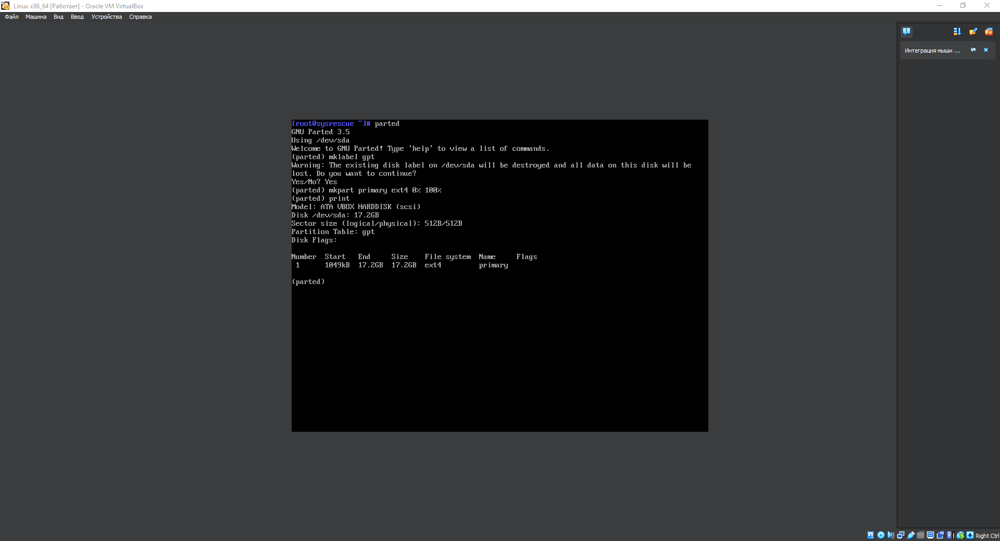 Linux x86_64 [Работает] - Oracle VM VirtualBox
Файл Машина Вид Ввод Устройства Справка
Интеграция мыши ...
[root@sysrescue ~]# parted
GNU Parted 3.5
Using /dev/sda
Welcome to GNU Parted! Type 'help' to view a list of commands.
(parted) mklabel gpt
Warning: The existing disk label on /dev/sda will be destroyed and all data on this disk will be
lost. Do you want to continue?
Yes/No? Yes
(parted) mkpart primary ext4 0% 100%
(parted) print
Model: ATA VBOX HARDDISK (scsi)
Disk /dev/sda: 17.2GB
Sector size (logical/physical): 512B/512B
Partition Table: gpt
Disk Flags:
Number  Start   End     Size    File system  Name     Flags
 1      1049kB  17.2GB  17.2GB  ext4         primary
(parted)
Right Ctrl